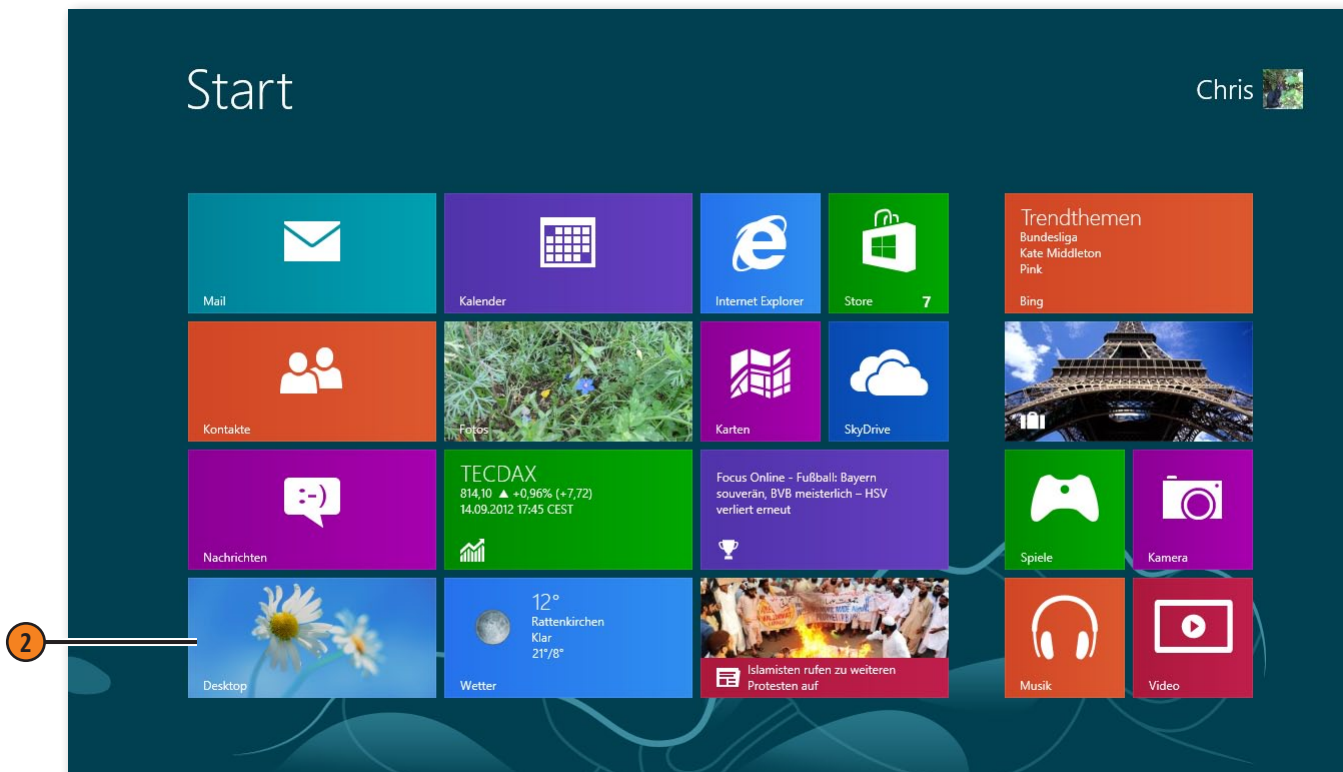 Start
Chris
Mail
Kalender
Internet Explorer
Store
7
Trendthemen
Bundesliga
Kate Middleton
Pink
Bing
Kontakte
Fotos
Karten
SkyDrive
Nachrichten
:-)
TECDAX
814,10 ▲ +0,96% (+7,72)
14.09.2012 17:45 CEST
Focus Online - Fußball: Bayern
souverän, BVB meisterlich – HSV
verliert erneut
Spiele
Kamera
2
Desktop
12°
Rattenkirchen
Klar
21°/8°
Wetter
Islamisten rufen zu weiteren
Protesten auf
Musik
Video